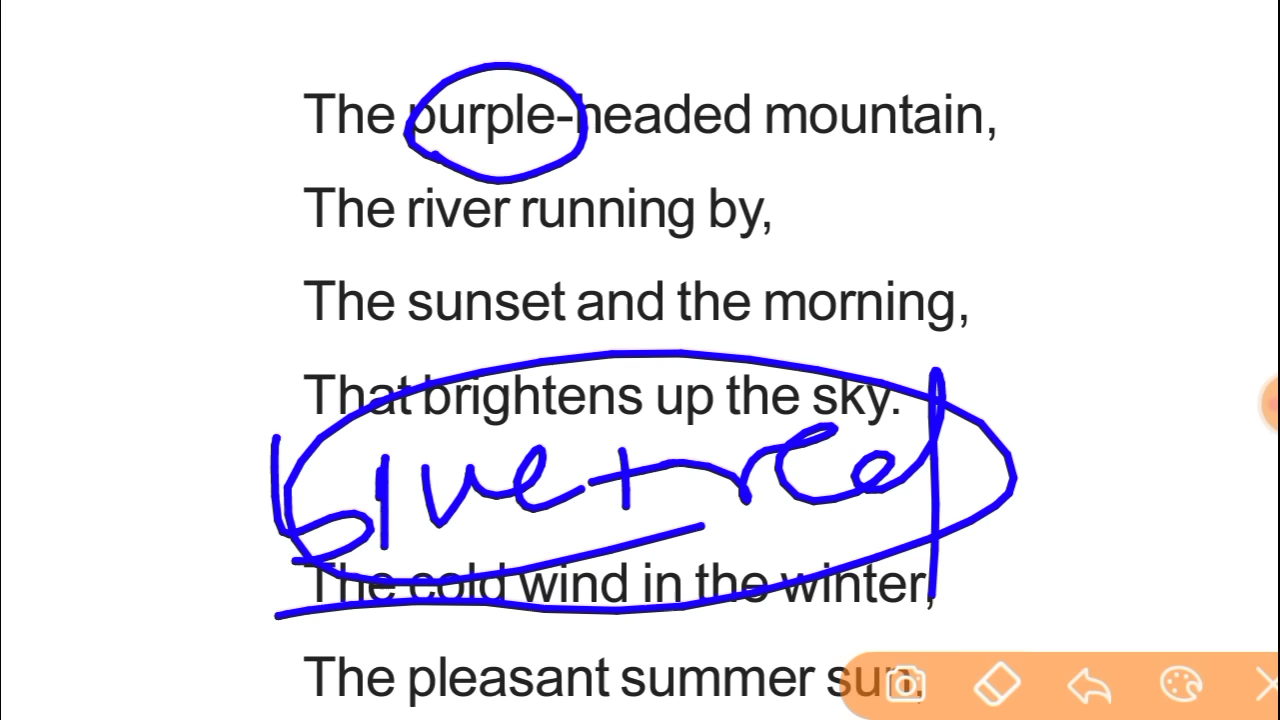 The purple-headed mountain,
The river running by,
The sunset and the morning,
That brightens up the sky.
blue+red
The cold wind in the winter,
The pleasant summer sun,